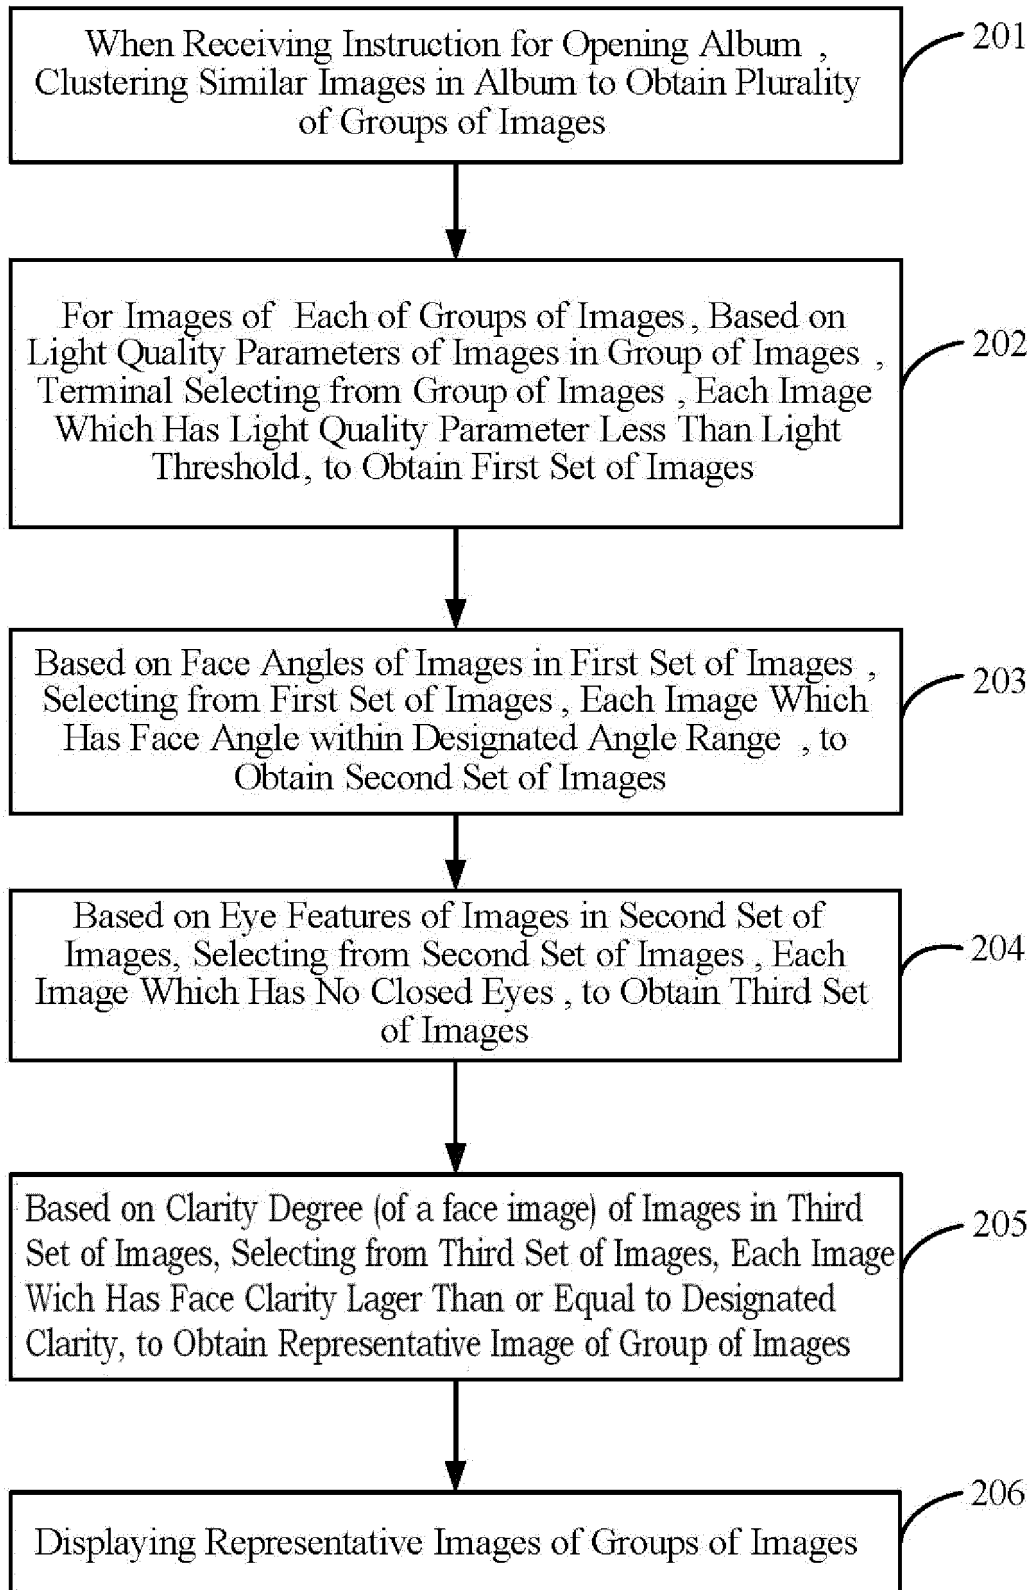 When Receiving Instruction for Opening Album ,
Clustering Similar Images in Album to Obtain Plurality
of Groups of Images
201
For Images of Each of Groups of Images, Based on
Light Quality Parameters of Images in Group of Images ,
Terminal Selecting from Group of Images , Each Image
Which Has Light Quality Parameter Less Than Light
Threshold, to Obtain First Set of Images
202
Based on Face Angles of Images in First Set of Images ,
Selecting from First Set of Images , Each Image Which
Has Face Angle within Designated Angle Range , to
Obtain Second Set of Images
203
Based on Eye Features of Images in Second Set of
Images, Selecting from Second Set of Images , Each
Image Which Has No Closed Eyes , to Obtain Third Set
of Images
204
Based on Clarity Degree (of a face image) of Images in Third
Set of Images, Selecting from Third Set of Images, Each Image
Wich Has Face Clarity Lager Than or Equal to Designated
Clarity, to Obtain Representative Image of Group of Images
205
Displaying Representative Images of Groups of Images
206